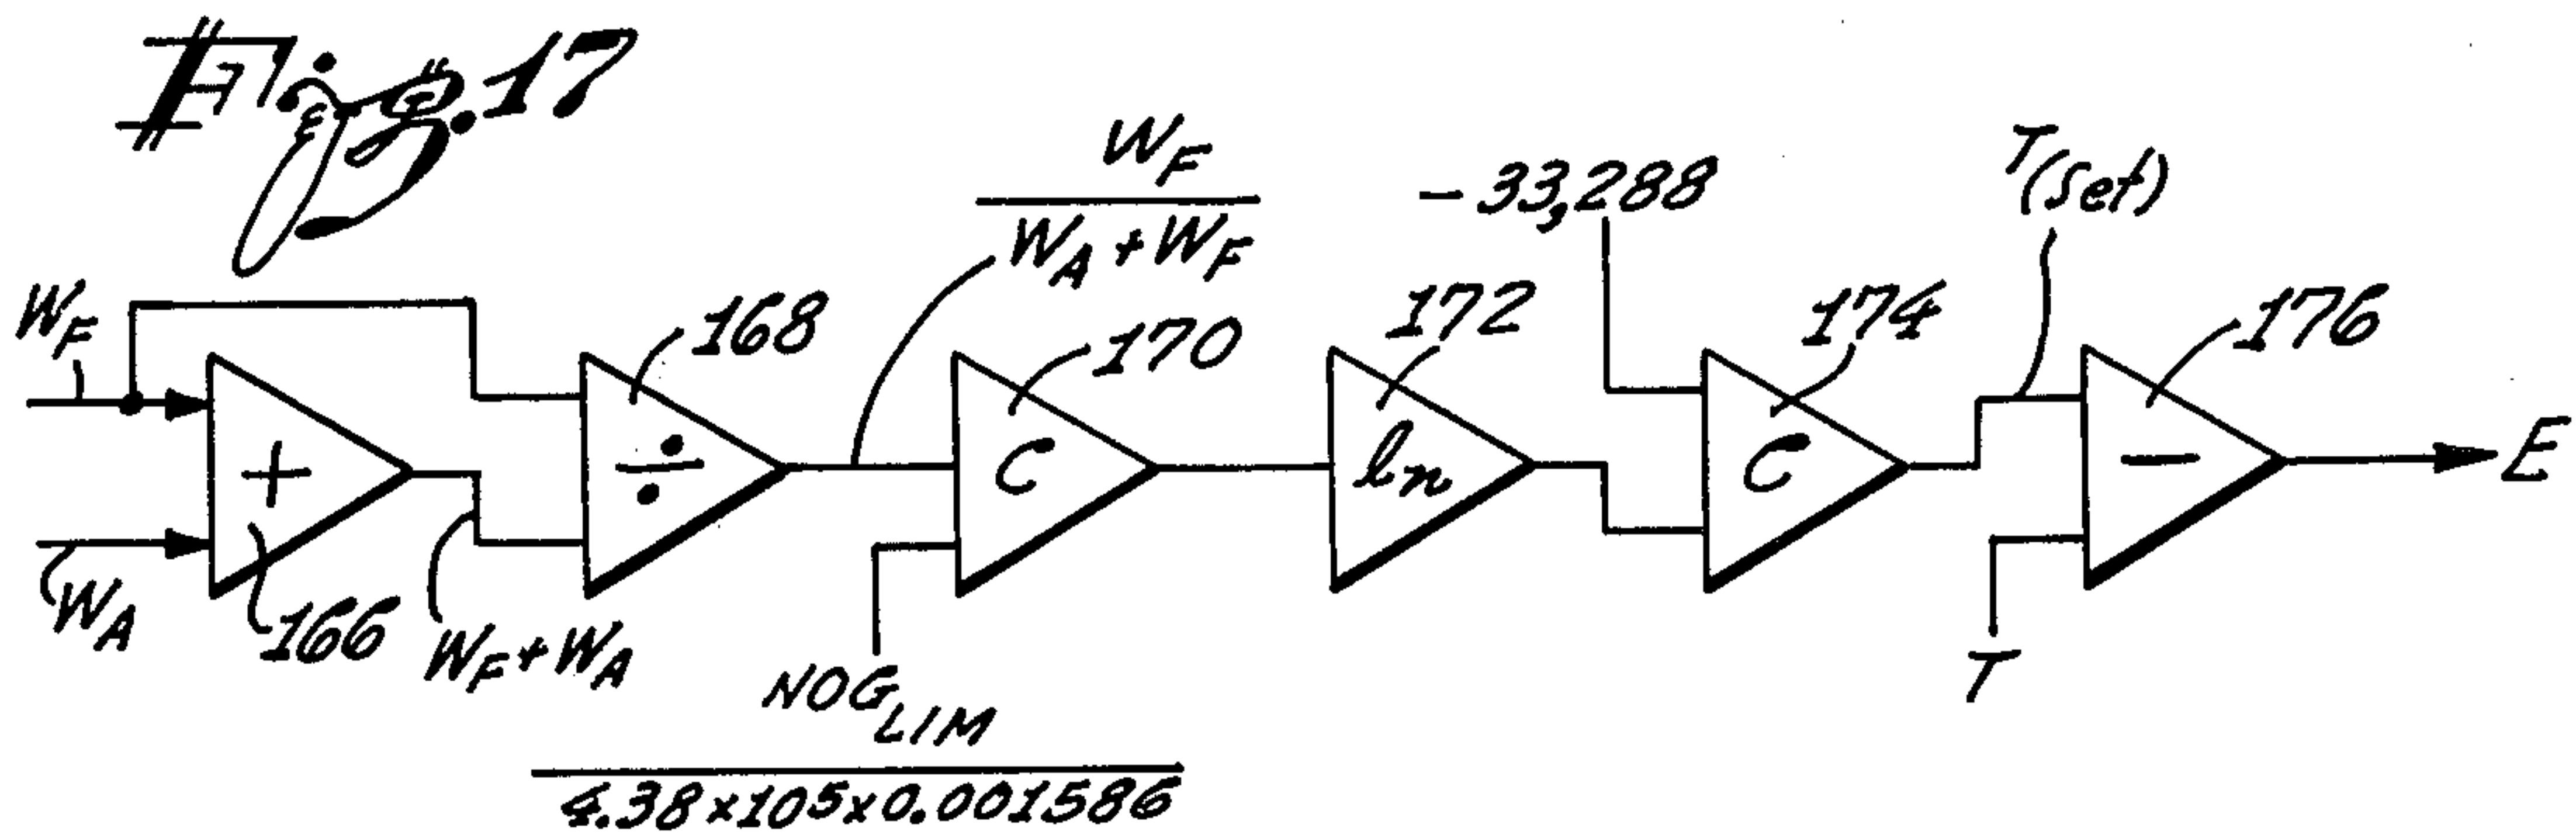 Fig. 17
W_F
W_A + W_F
-33,288
T(Set)
W_F
168
170
172
174
176
+
÷
C
ln
C
-
E
W_A
166
W_F + W_A
NOG_LIM
4.38 x 10^5 x 0.001586
T